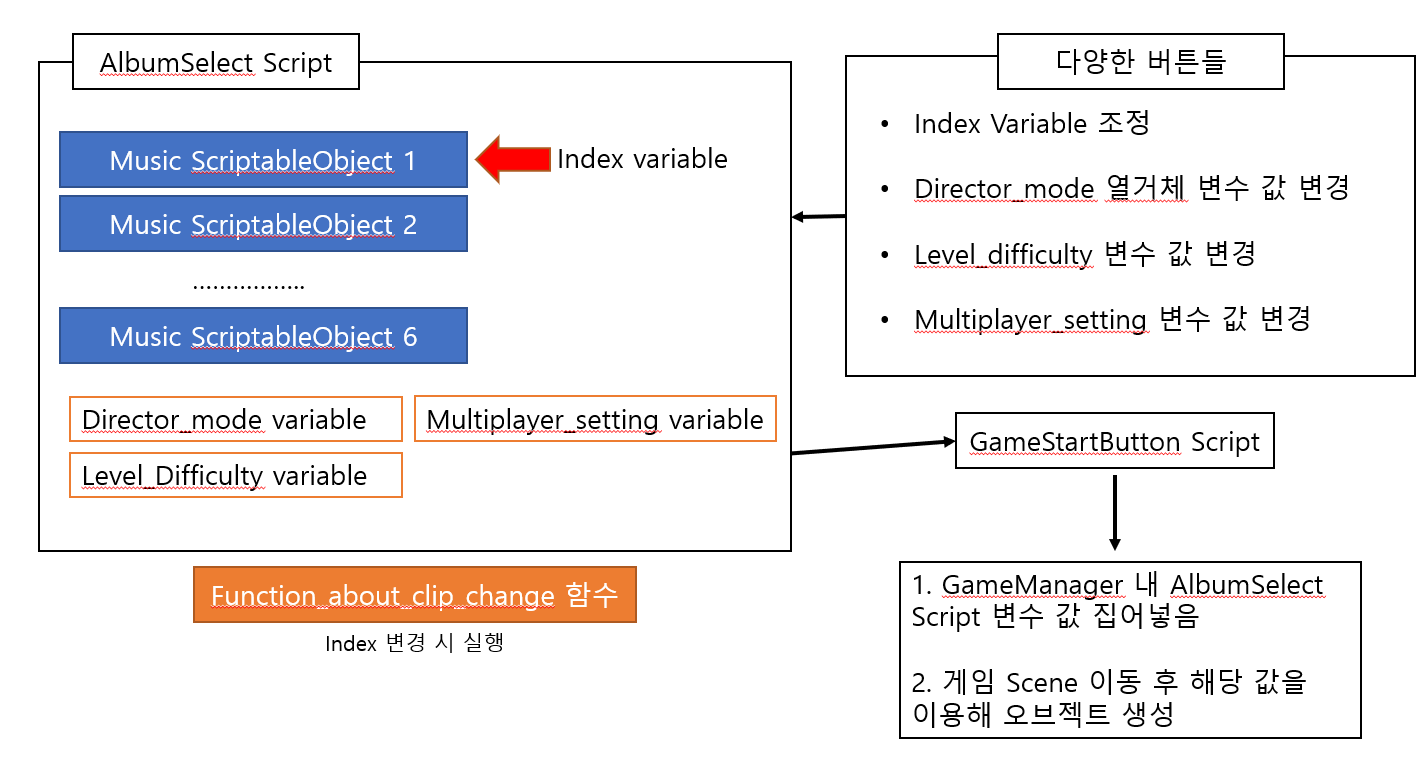 AlbumSelect Script
Music ScriptableObject 1
Index variable
Music ScriptableObject 2
.................
Music ScriptableObject 6
Director_mode variable
Multiplayer_setting variable
Level_Difficulty variable
Function_about_clip_change 함수
Index 변경 시 실행
다양한 버튼들
• Index Variable 조정
• Director_mode 열거체 변수 값 변경
• Level_difficulty 변수 값 변경
• Multiplayer_setting 변수 값 변경
GameStartButton Script
1. GameManager 내 AlbumSelect
Script 변수 값 집어넣음
2. 게임 Scene 이동 후 해당 값을
이용해 오브젝트 생성